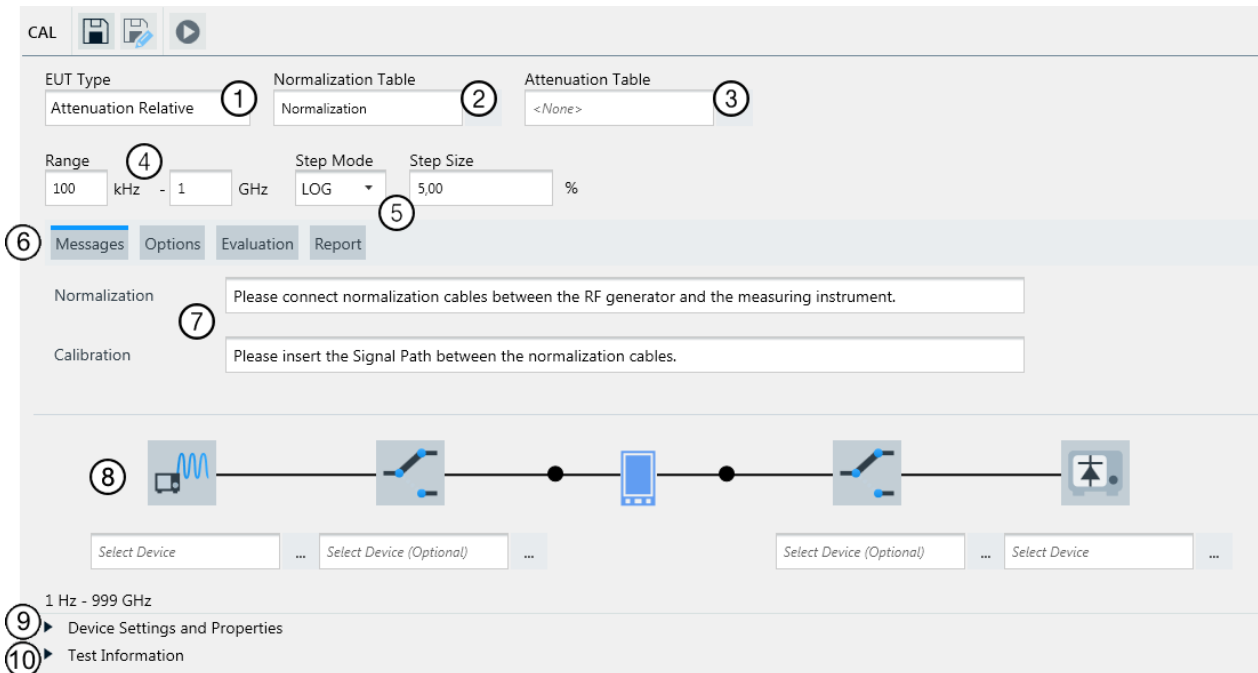 CAL
EUT Type Normalization Table Attenuation Table
Attenuation Relative 1 Normalization 2 <None> 3
Range 4 Step Mode Step Size
100 kHz - 1 GHz LOG 5,00 %
5
6 Messages Options Evaluation Report
Normalization Please connect normalization cables between the RF generator and the measuring instrument.
7
Calibration Please insert the Signal Path between the normalization cables.
8
Select Device ... Select Device (Optional) ... Select Device (Optional) ... Select Device ...
1 Hz - 999 GHz
9 Device Settings and Properties
10 Test Information